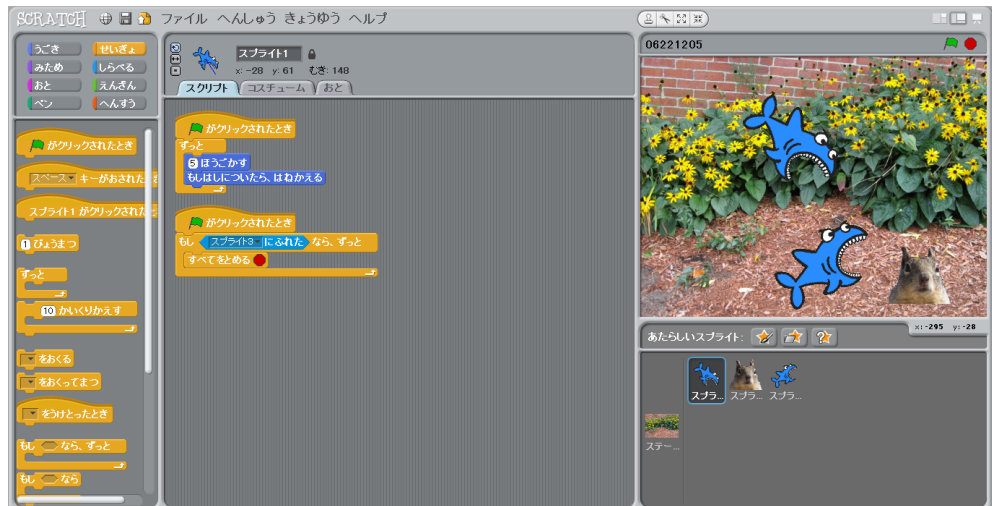 SCRATCH ファイル へんしゅう きょうゆう ヘルプ
うごき せいぎょ
みため しらべる
おと えんざん
ペン へんすう
がクリックされたとき
スペース キーがおされた
スプライト1 がクリックされた
1 びょうまつ
ずっと
10 かいくりかえす
をおくる
をおくってまつ
をうけとったとき
もし なら、ずっと
もし なら
スプライト1
x: -28 y: 61 むき: 148
スクリプト コスチューム おと
がクリックされたとき
ずっと
5 ほうごかす
もしはしについたら、はねかえる
がクリックされたとき
もし スプライト3 にふれた なら、ずっと
すべてをとめる
06221205
x: -295 y: -28
あたらしいスプライト:
スプラ... スプラ... スプラ...
ステー...